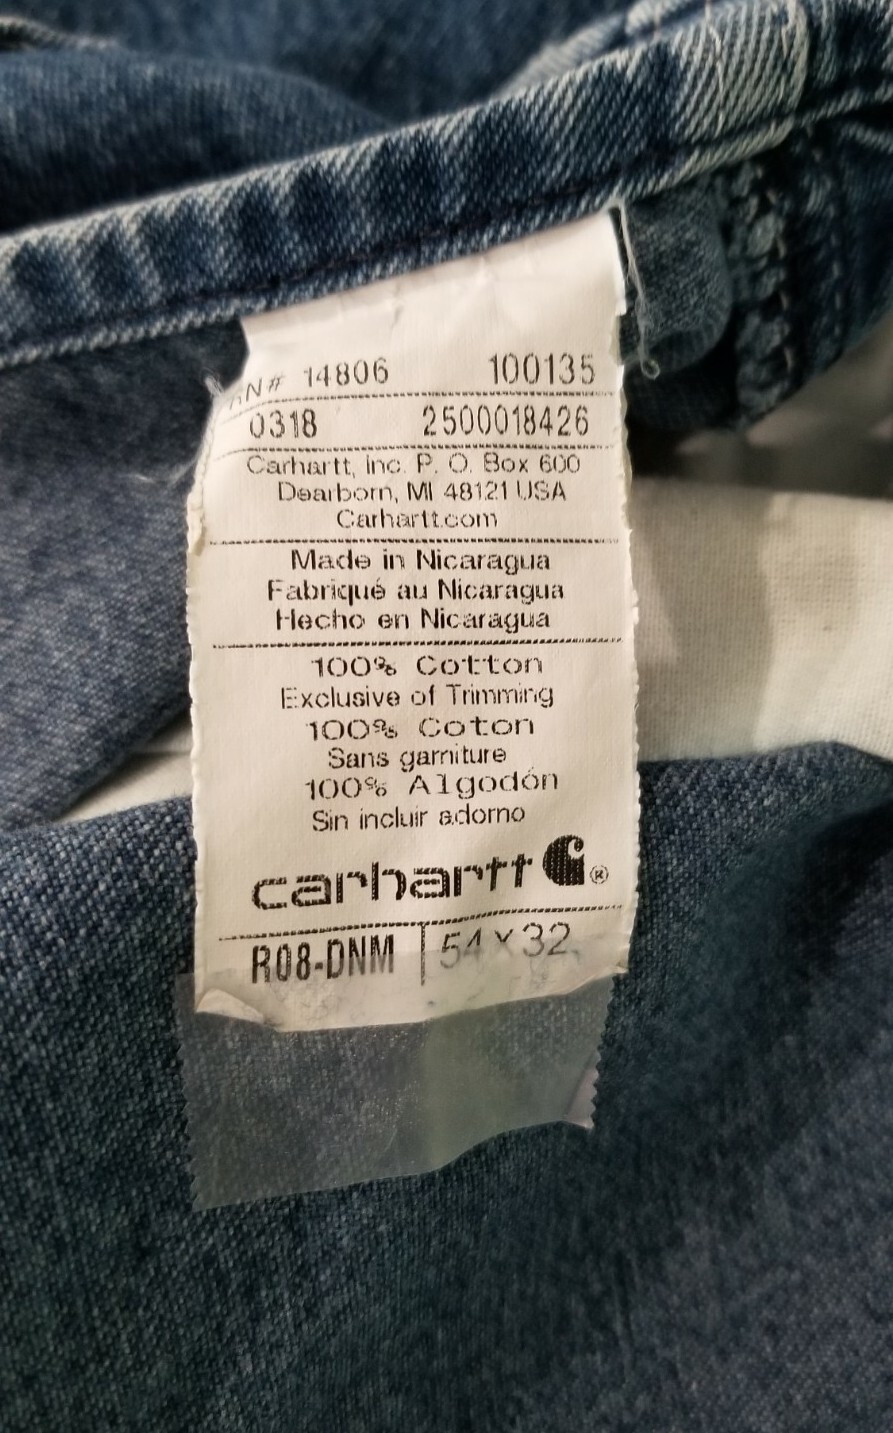 RN# 14806 100135
0318 2500018426
Carhartt, Inc. P. O. Box 600
Dearborn, MI 48121 USA
Carhartt.com
Made in Nicaragua
Fabriqué au Nicaragua
Hecho en Nicaragua
100% Cotton
Exclusive of Trimming
100% Coton
Sans garniture
100% Algodón
Sin incluir adorno
carhartt ®
R08-DNM 54 x 32